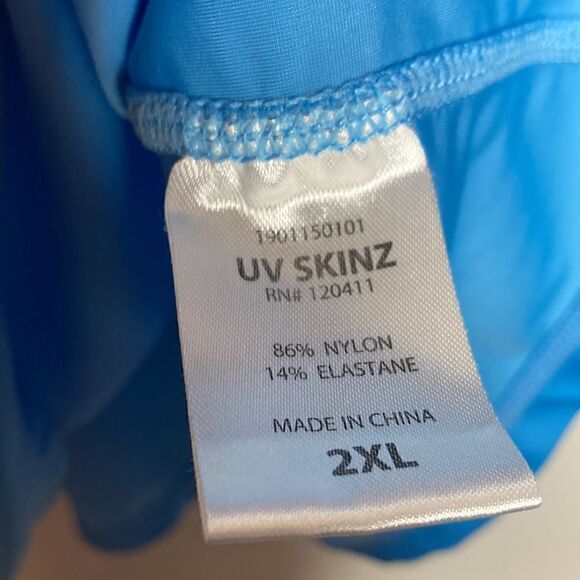 1901150101
UV SKINZ
RN# 120411
86% NYLON
14% ELASTANE
MADE IN CHINA
2XL